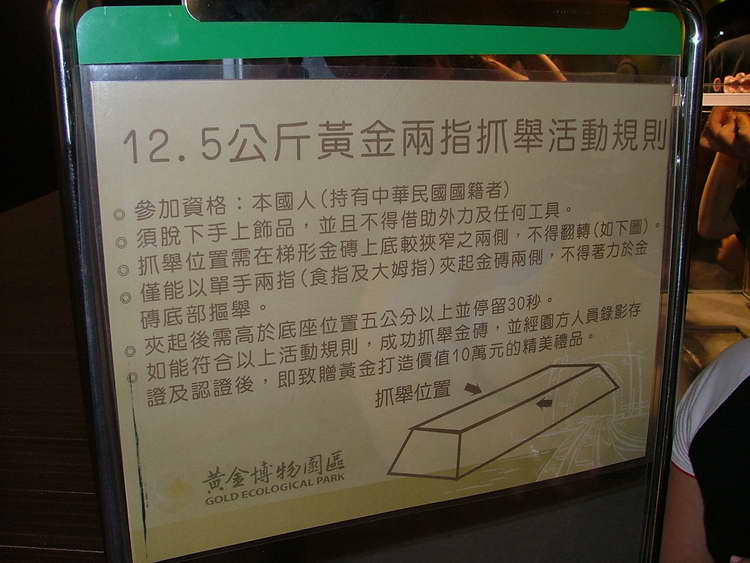 12.5公斤黃金兩指抓舉活動規則
◎ 參加資格：本國人(持有中華民國國籍者)
◎ 須脫下手上飾品，並且不得借助外力及任何工具。
◎ 抓舉位置需在梯形金磚上底較狹窄之兩側，不得翻轉(如下圖)。
◎ 僅能以單手兩指(食指及大姆指)夾起金磚兩側，不得著力於金
磚底部摳舉。
◎ 夾起後需高於底座位置五公分以上並停留30秒。
◎ 如能符合以上活動規則，成功抓舉金磚，並經園方人員錄影存
證及認證後，即致贈黃金打造價值10萬元的精美禮品。
抓舉位置
黃金博物園區
GOLD ECOLOGICAL PARK